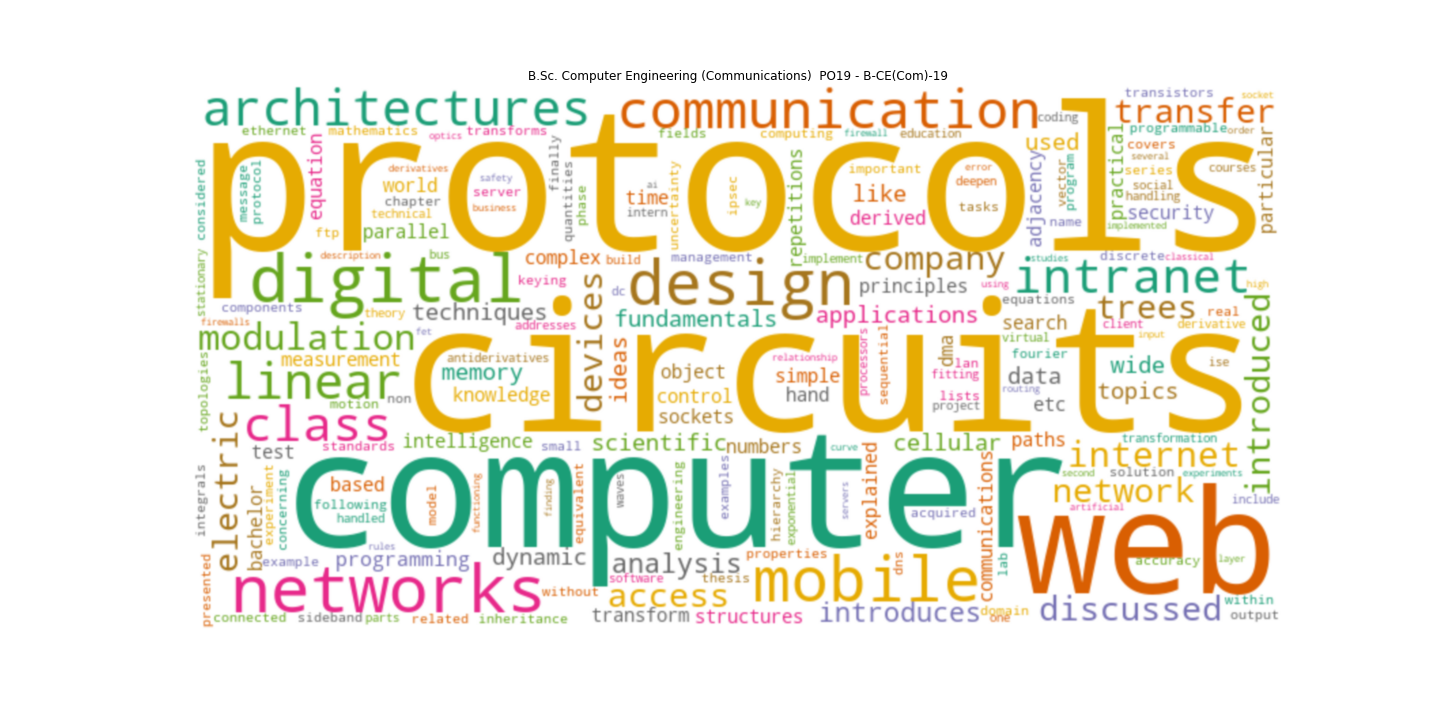 B.Sc. Computer Engineering (Communications)  PO19 - B-CE(Com)-19
architectures
communication
coding
transistors
socket
transfer
ethernet
mathematics
optics
transforms
fields
computing
firewall
education
used
programmable
order
protocols
considered
message
protocol
equation
derivatives
world
chapter
technical
ftp
parallel
safety
server
business
finally
quantities
phase
ai
time
intern
uncertainty
ipsec
key
repetitions
important
like
derived
error
deepen
tasks
adjacency
vector
program
name
practical
covers
several
series
social
handling
security
implemented
courses
particular
stationary
digital
description
bus
complex
build
keying
management
design
dc
implement
company
principles
using
studies
discrete
classical
intranet
high
components
theory
techniques
addresses
devices
fundamentals
applications
equations
trees
real
firewalls
modulation
fet
circuits
search
virtual
client
derivative
input
introduced
measurement
antiderivatives
memory
knowledge
ideas
object
control
sockets
relationship
simple
hand
processors
sequential
dma
lan
fitting
lists
project
fourier
data
routing
etc
wide
topics
ise
topologies
linear
motion
non
class
electric
test
standards
intelligence
small
scientific
numbers
curve
cellular
paths
transformation
internet
second
solution
experiments
integrals
bachelor
experiment
concerning
based
following
handled
model
functioning
computer
finding
equivalent
waves
engineering
examples
hierarchy
exponential
servers
explained
acquired
communications
network
artificial
include
web
presented
example
rules
programming
dynamic
analysis
properties
dns
lab
accuracy
layer
networks
without
software
thesis
access
mobile
domain
one
discussed
within
output
connected
sideband
parts
related
inheritance
transform
structures
introduces